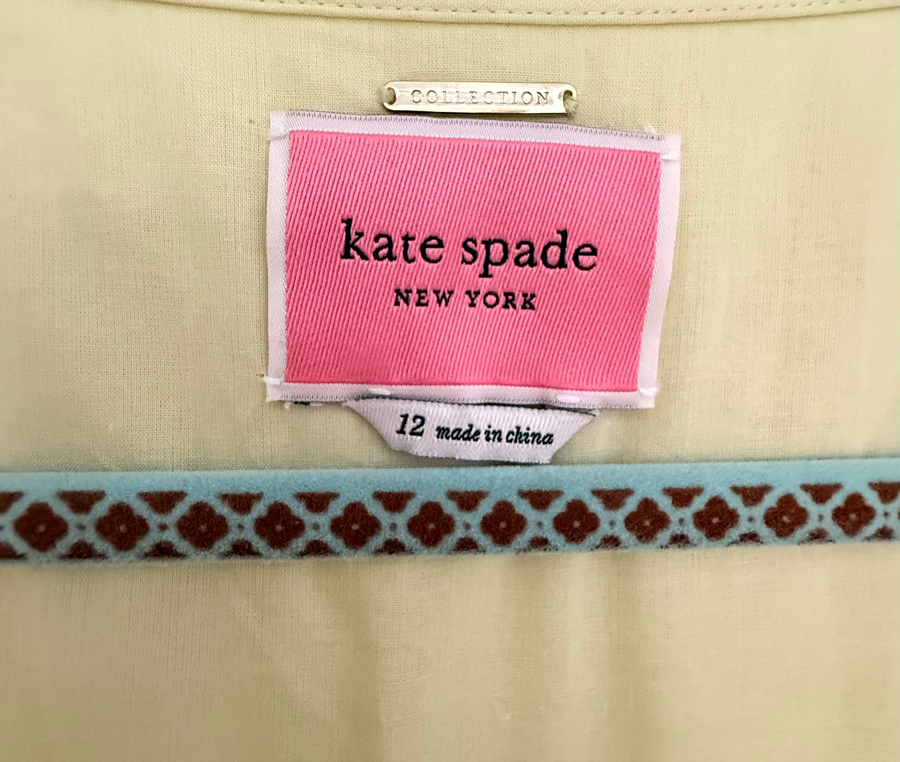 COLLECTION
kate spade
NEW YORK
12 made in china